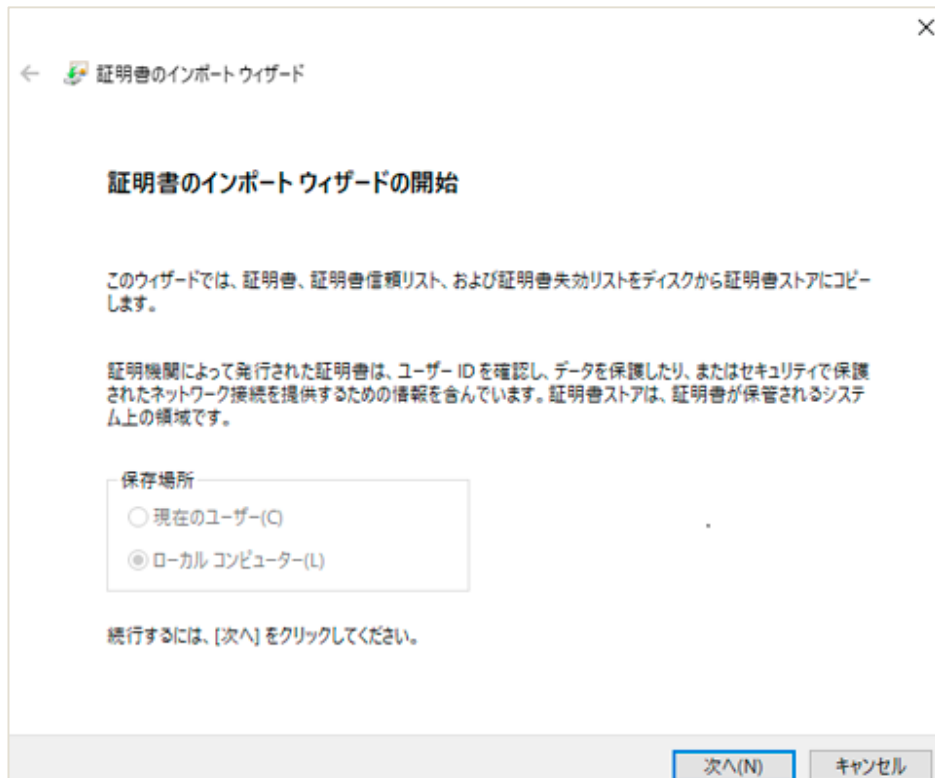 証明書のインポート ウィザード
証明書のインポート ウィザードの開始
このウィザードでは、証明書、証明書信頼リスト、および証明書失効リストをディスクから証明書ストアにコピー
します。
証明機関によって発行された証明書は、ユーザー ID を確認し、データを保護したり、またはセキュリティで保護
されたネットワーク接続を提供するための情報を含んでいます。証明書ストアは、証明書が保管されるシステ
ム上の領域です。
保存場所
現在のユーザー(C)
ローカル コンピューター(L)
続行するには、[次へ] をクリックしてください。
次へ(N)
キャンセル